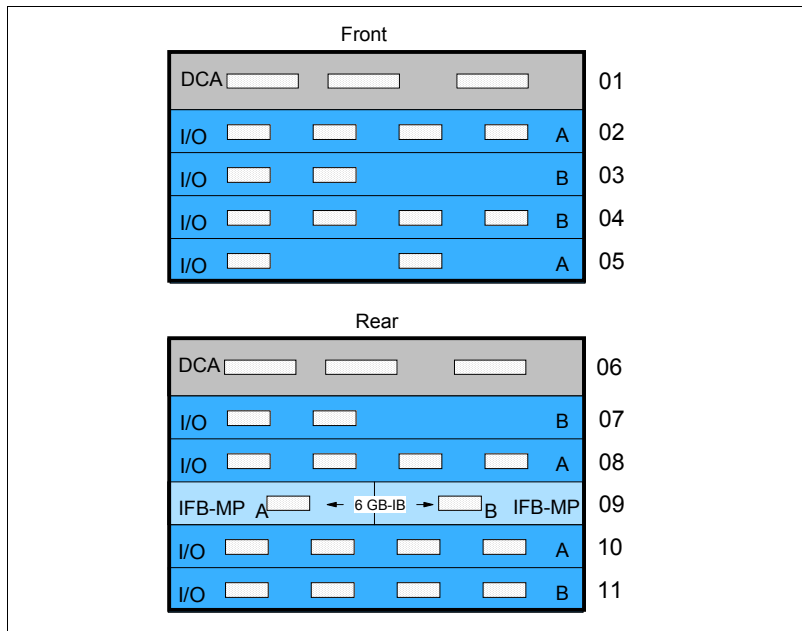 Front
DCA 01
I/O A 02
I/O B 03
I/O B 04
I/O A 05
Rear
DCA 06
I/O B 07
I/O A 08
IFB-MP A 6 GB-IB B IFB-MP 09
I/O A 10
I/O B 11